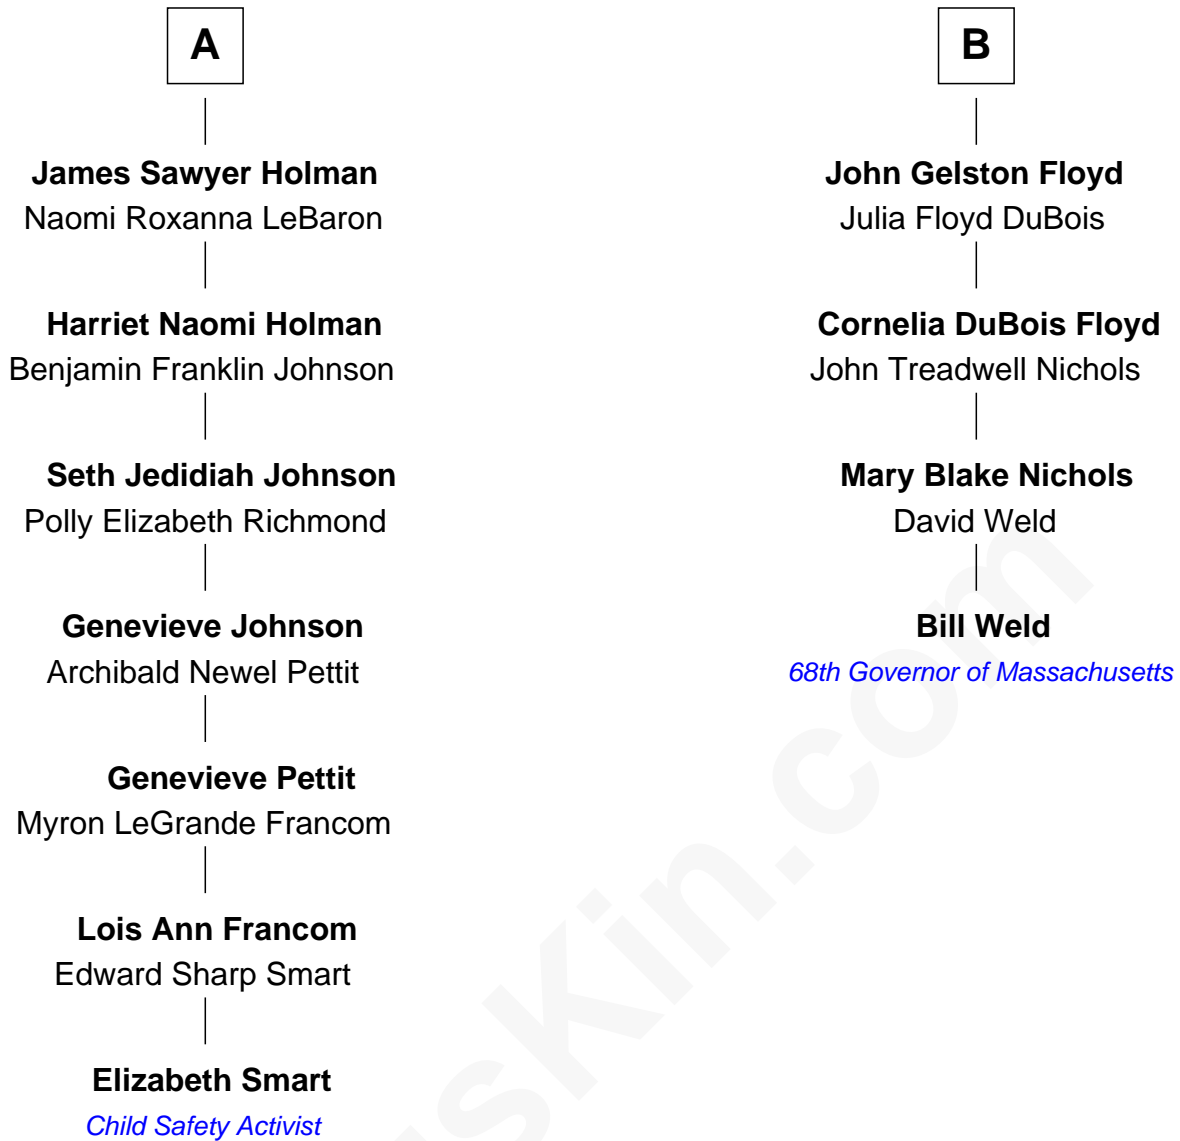 A
James Sawyer Holman
Naomi Roxanna LeBaron
Harriet Naomi Holman
Benjamin Franklin Johnson
Seth Jedidiah Johnson
Polly Elizabeth Richmond
Genevieve Johnson
Archibald Newel Pettit
Genevieve Pettit
Myron LeGrande Francom
Lois Ann Francom
Edward Sharp Smart
Elizabeth Smart
Child Safety Activist
B
John Gelston Floyd
Julia Floyd DuBois
Cornelia DuBois Floyd
John Treadwell Nichols
Mary Blake Nichols
David Weld
Bill Weld
68th Governor of Massachusetts
sKin.com